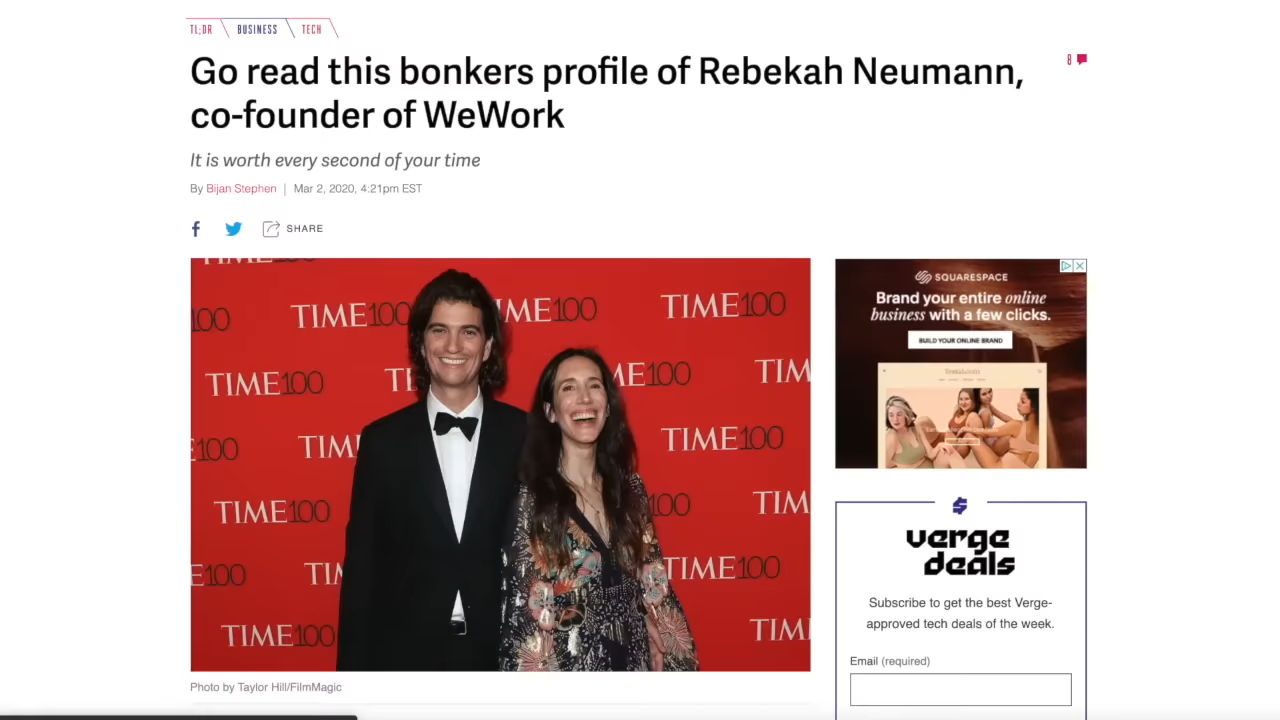 TL;DR
BUSINESS
TECH
Go read this bonkers profile of Rebekah Neumann,
co-founder of WeWork
8
It is worth every second of your time
By Bijan Stephen | Mar 2, 2020, 4:21pm EST
SHARE
TIME100
TIME100
TIME100
TIME100
TIME100
TIME100
TIME100
TIME100
Photo by Taylor Hill/FilmMagic
SQUARESPACE
Brand your entire online
business with a few clicks.
BUILD YOUR ONLINE BRAND
verge
deals
Subscribe to get the best Verge-
approved tech deals of the week.
Email (required)